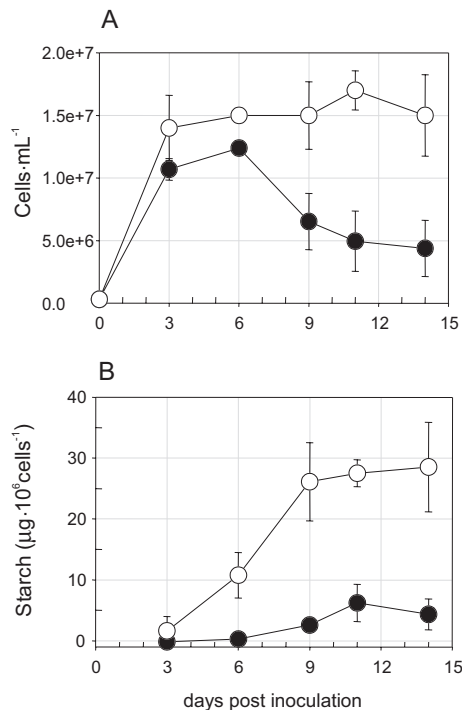 A
2.0e+7
1.5e+7
1.0e+7
5.0e+6
0.0
Cells·mL-1
0 3 6 9 12 15
B
40
30
20
10
0
Starch (µg·10⁶cells⁻¹)
0 3 6 9 12 15
days post inoculation